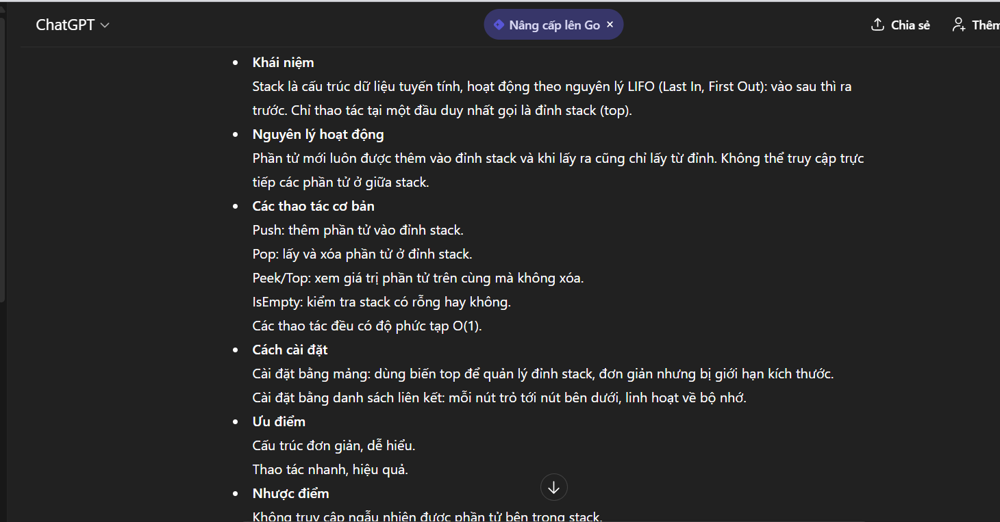 ChatGPT
Nâng cấp lên Go ×
Chia sẻ
Thêm
• Khái niệm
Stack là cấu trúc dữ liệu tuyến tính, hoạt động theo nguyên lý LIFO (Last In, First Out): vào sau thì ra
trước. Chỉ thao tác tại một đầu duy nhất gọi là đỉnh stack (top).
• Nguyên lý hoạt động
Phần tử mới luôn được thêm vào đỉnh stack và khi lấy ra cũng chỉ lấy từ đỉnh. Không thể truy cập trực
tiếp các phần tử ở giữa stack.
• Các thao tác cơ bản
Push: thêm phần tử vào đỉnh stack.
Pop: lấy và xóa phần tử ở đỉnh stack.
Peek/Top: xem giá trị phần tử trên cùng mà không xóa.
IsEmpty: kiểm tra stack có rỗng hay không.
Các thao tác đều có độ phức tạp O(1).
• Cách cài đặt
Cài đặt bằng mảng: dùng biến top để quản lý đỉnh stack, đơn giản nhưng bị giới hạn kích thước.
Cài đặt bằng danh sách liên kết: mỗi nút trỏ tới nút bên dưới, linh hoạt về bộ nhớ.
• Ưu điểm
Cấu trúc đơn giản, dễ hiểu.
Thao tác nhanh, hiệu quả.
• Nhược điểm
Không truy cập ngẫu nhiên được phần tử bên trong stack.